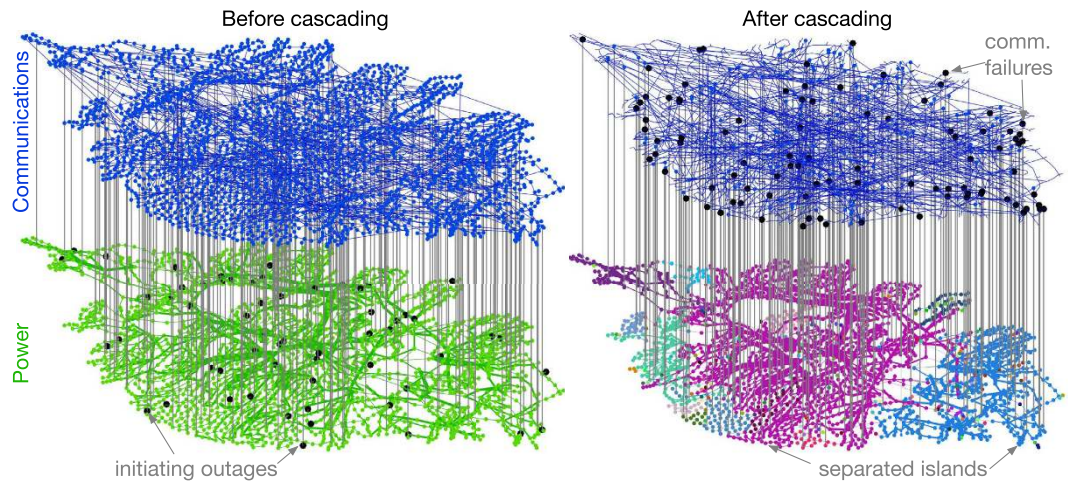 Before cascading
After cascading
comm.
failures
Communications
Power
initiating outages
separated islands